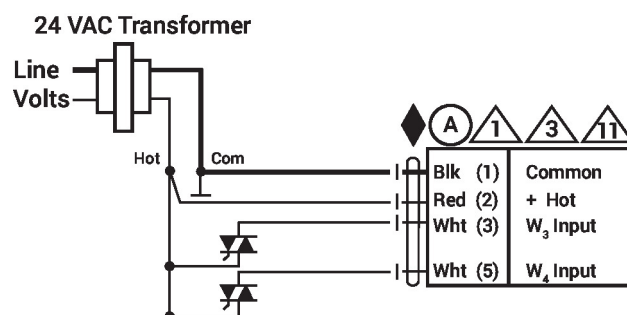 24 VAC Transformer
Line
Volts
Hot
Com
A 1 3 11
Blk (1) Common
Red (2) + Hot
Wht (3) W₃ Input
Wht (5) W₄ Input